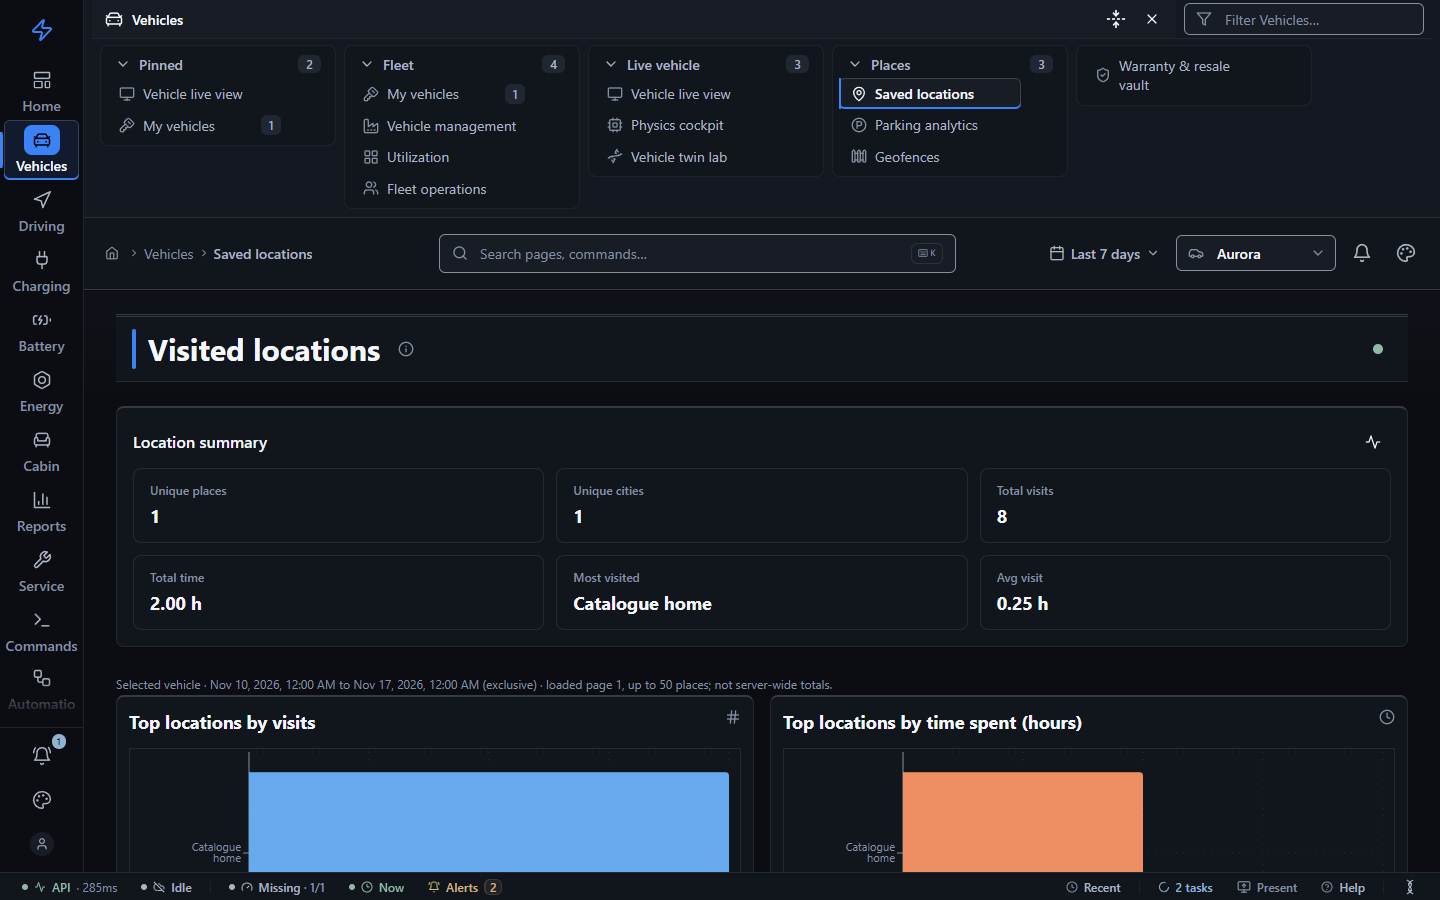 Vehicles
Filter Vehicles...
Pinned 2
Vehicle live view
My vehicles 1
Fleet 4
My vehicles 1
Vehicle management
Utilization
Fleet operations
Live vehicle 3
Vehicle live view
Physics cockpit
Vehicle twin lab
Places 3
Saved locations
Parking analytics
Geofences
Warranty & resale
vault
Home
Vehicles
Driving
Charging
Battery
Energy
Cabin
Reports
Service
Commands
Automatio
1
Vehicles
Saved locations
Search pages, commands...
K
Last 7 days
Aurora
Visited locations
Location summary
Unique places
1
Unique cities
1
Total visits
8
Total time
2.00 h
Most visited
Catalogue home
Avg visit
0.25 h
Selected vehicle · Nov 10, 2026, 12:00 AM to Nov 17, 2026, 12:00 AM (exclusive) · loaded page 1, up to 50 places; not server-wide totals.
Top locations by visits
Catalogue
home
Top locations by time spent (hours)
Catalogue
home
API · 285ms
Idle
Missing · 1/1
Now
Alerts 2
Recent
2 tasks
Present
Help